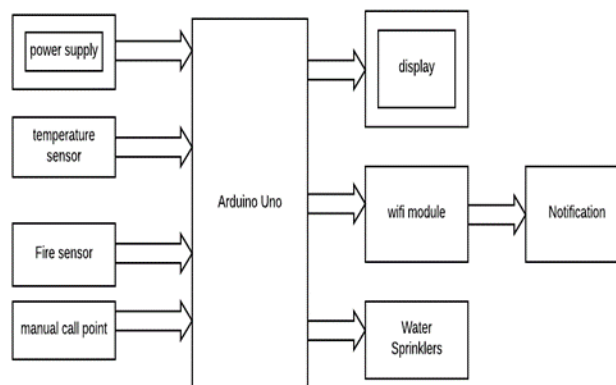 power supply
temperature
sensor
Fire sensor
manual call point
Arduino Uno
display
wifi module
Notification
Water
Sprinklers